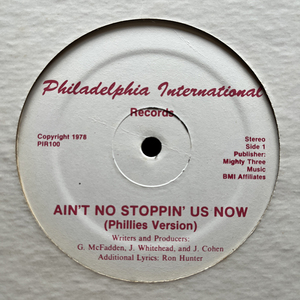 Philadelphia International
Records
Copyright 1978
PIR100
Stereo
Side 1
Publisher:
Mighty Three
Music
BMI Affiliates
AIN'T NO STOPPIN' US NOW
(Phillies Version)
Writers and Producers:
G. McFadden, J. Whitehead, and J. Cohen
Additional Lyrics: Ron Hunter